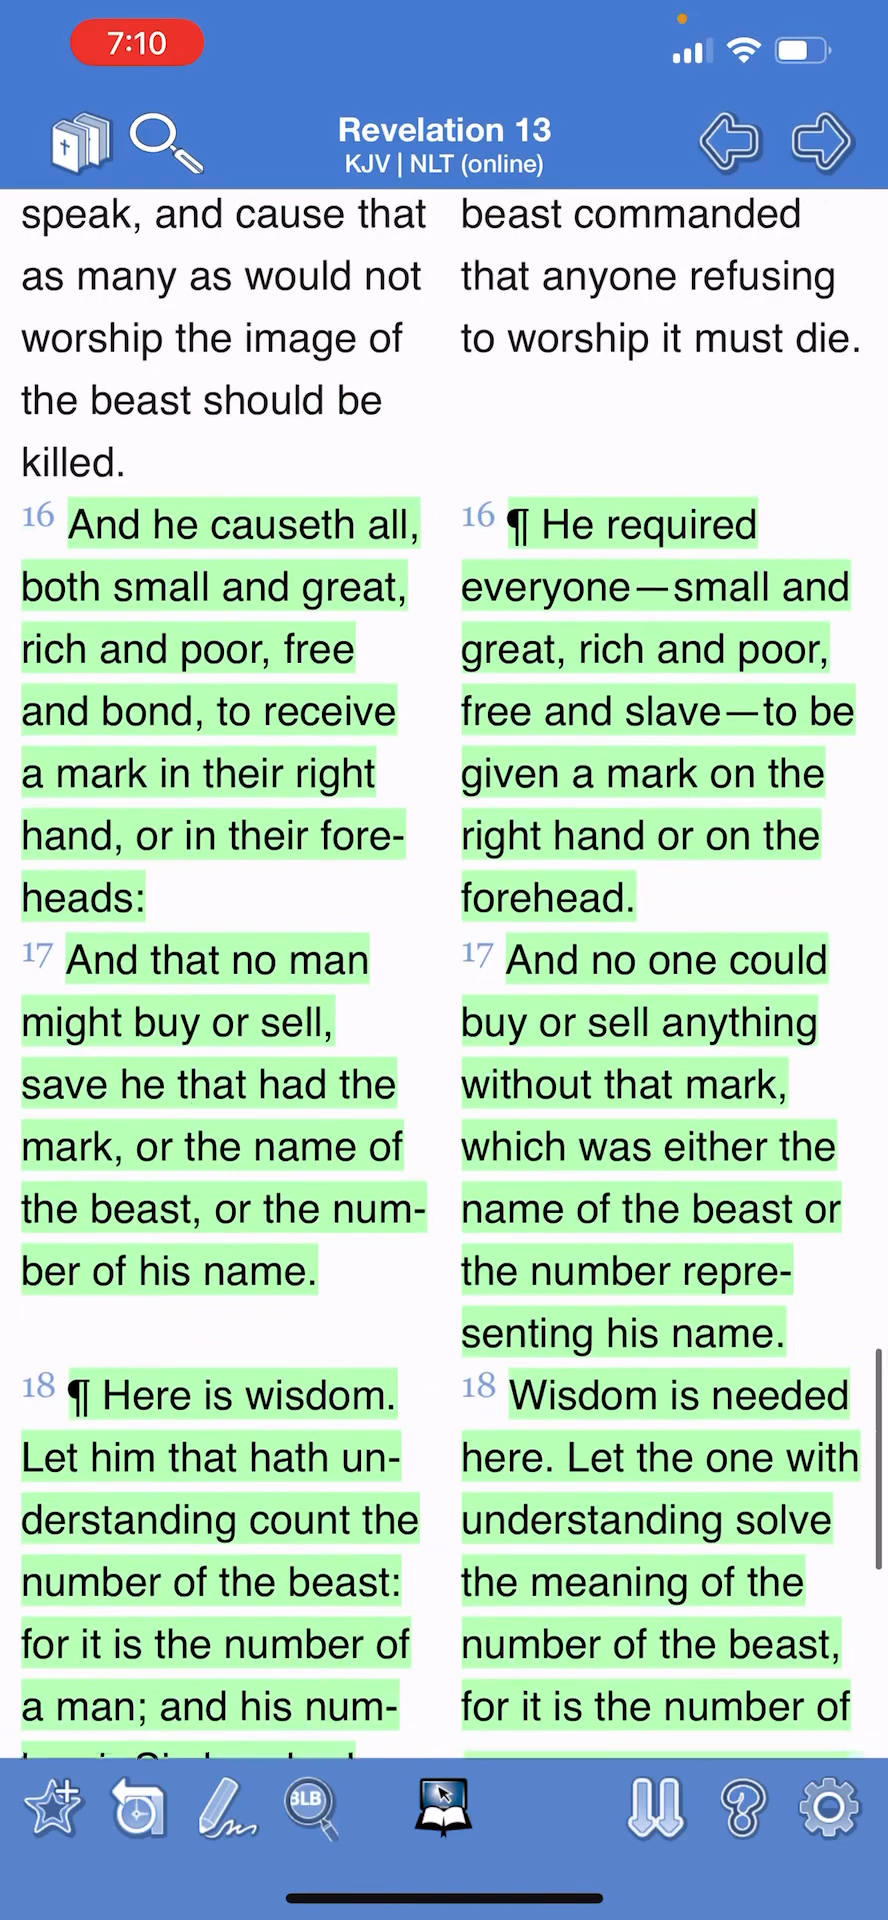 7:10
Revelation 13
KJV | NLT (online)
speak, and cause that
as many as would not
worship the image of
the beast should be
killed.
16 And he causeth all,
both small and great,
rich and poor, free
and bond, to receive
a mark in their right
hand, or in their fore-
heads:
17 And that no man
might buy or sell,
save he that had the
mark, or the name of
the beast, or the num-
ber of his name.
18 ¶ Here is wisdom.
Let him that hath un-
derstanding count the
number of the beast:
for it is the number of
a man; and his num-
beast commanded
that anyone refusing
to worship it must die.
16 ¶ He required
everyone—small and
great, rich and poor,
free and slave—to be
given a mark on the
right hand or on the
forehead.
17 And no one could
buy or sell anything
without that mark,
which was either the
name of the beast or
the number repre-
senting his name.
18 Wisdom is needed
here. Let the one with
understanding solve
the meaning of the
number of the beast,
for it is the number of
BLB